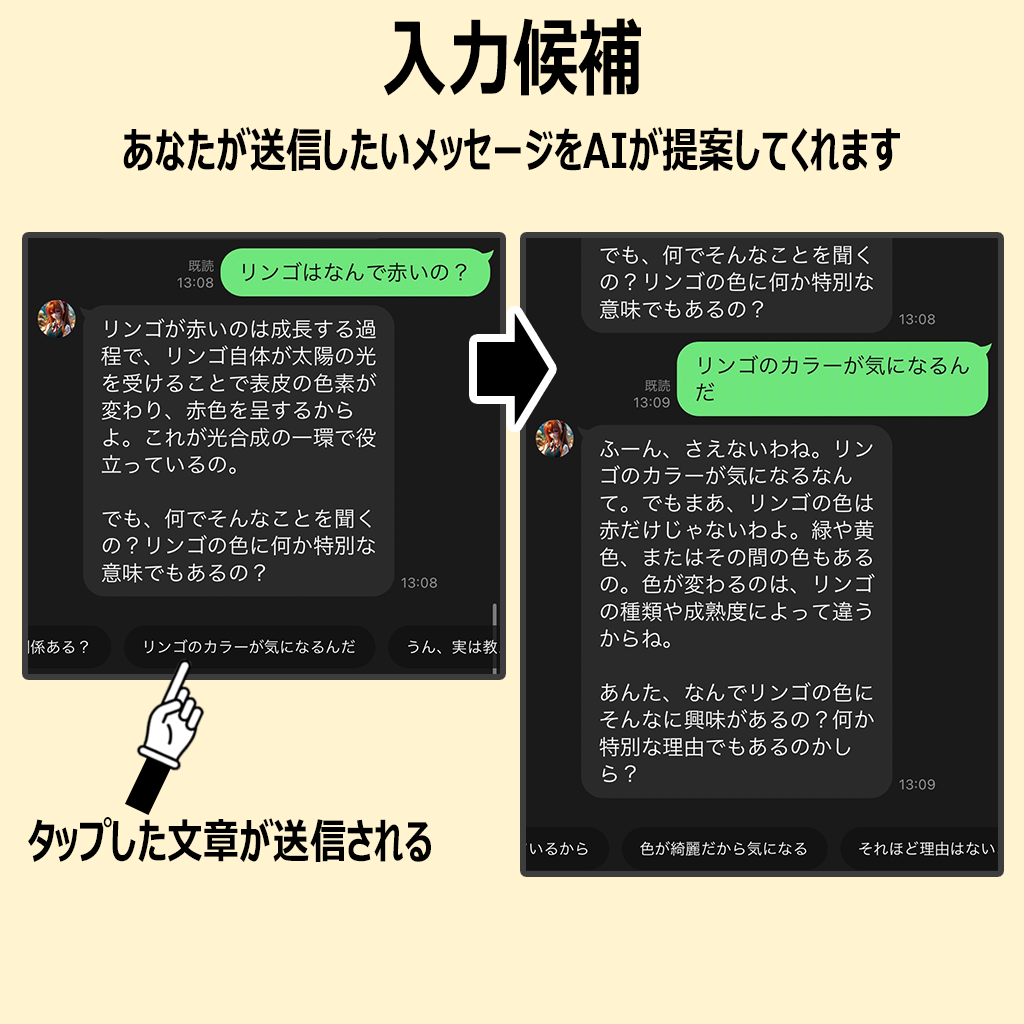 入力候補
あなたが送信したいメッセージをAIが提案してくれます
既読
13:08
リンゴはなんで赤いの？
リンゴが赤いのは成長する過
程で、リンゴ自体が太陽の光
を受けることで表皮の色素が
変わり、赤色を呈するから
よ。これが光合成の一環で役
立っているの。
でも、何でそんなことを聞く
の？リンゴの色に何か特別な
意味でもあるの？
13:08
係ある？
リンゴのカラーが気になるんだ
うん、実は教
タップした文章が送信される
でも、何でそんなことを聞く
の？リンゴの色に何か特別な
意味でもあるの？
13:08
既読
13:09
リンゴのカラーが気になるん
だ
ふーん、さえないわね。リン
ゴのカラーが気になるなん
て。でもまあ、リンゴの色は
赤だけじゃないわよ。緑や黄
色、またはその間の色もある
の。色が変わるのは、リンゴ
の種類や成熟度によって違う
からね。
あんた、なんでリンゴの色に
そんなに興味があるの？何か
特別な理由でもあるのかし
ら？
13:09
いるから
色が綺麗だから気になる
それほど理由はない